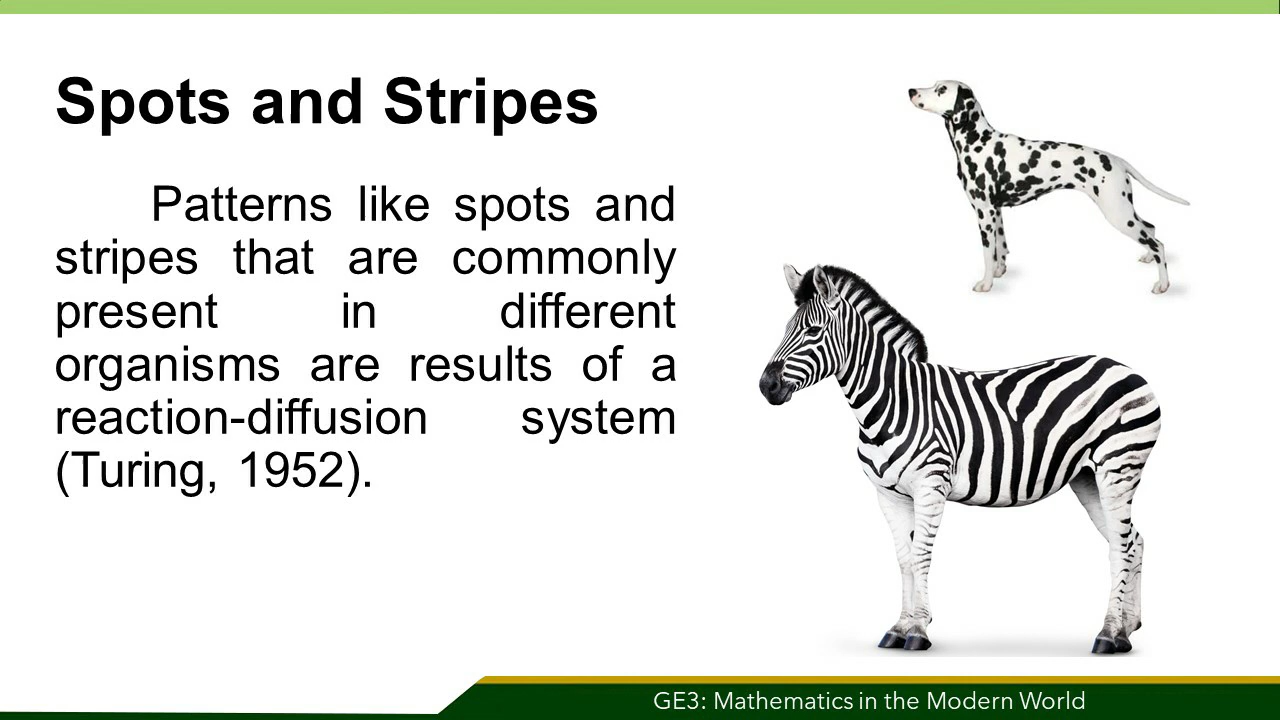 Spots and Stripes
Patterns like spots and
stripes that are commonly
present in different
organisms are results of a
reaction-diffusion system
(Turing, 1952).
GE3: Mathematics in the Modern World